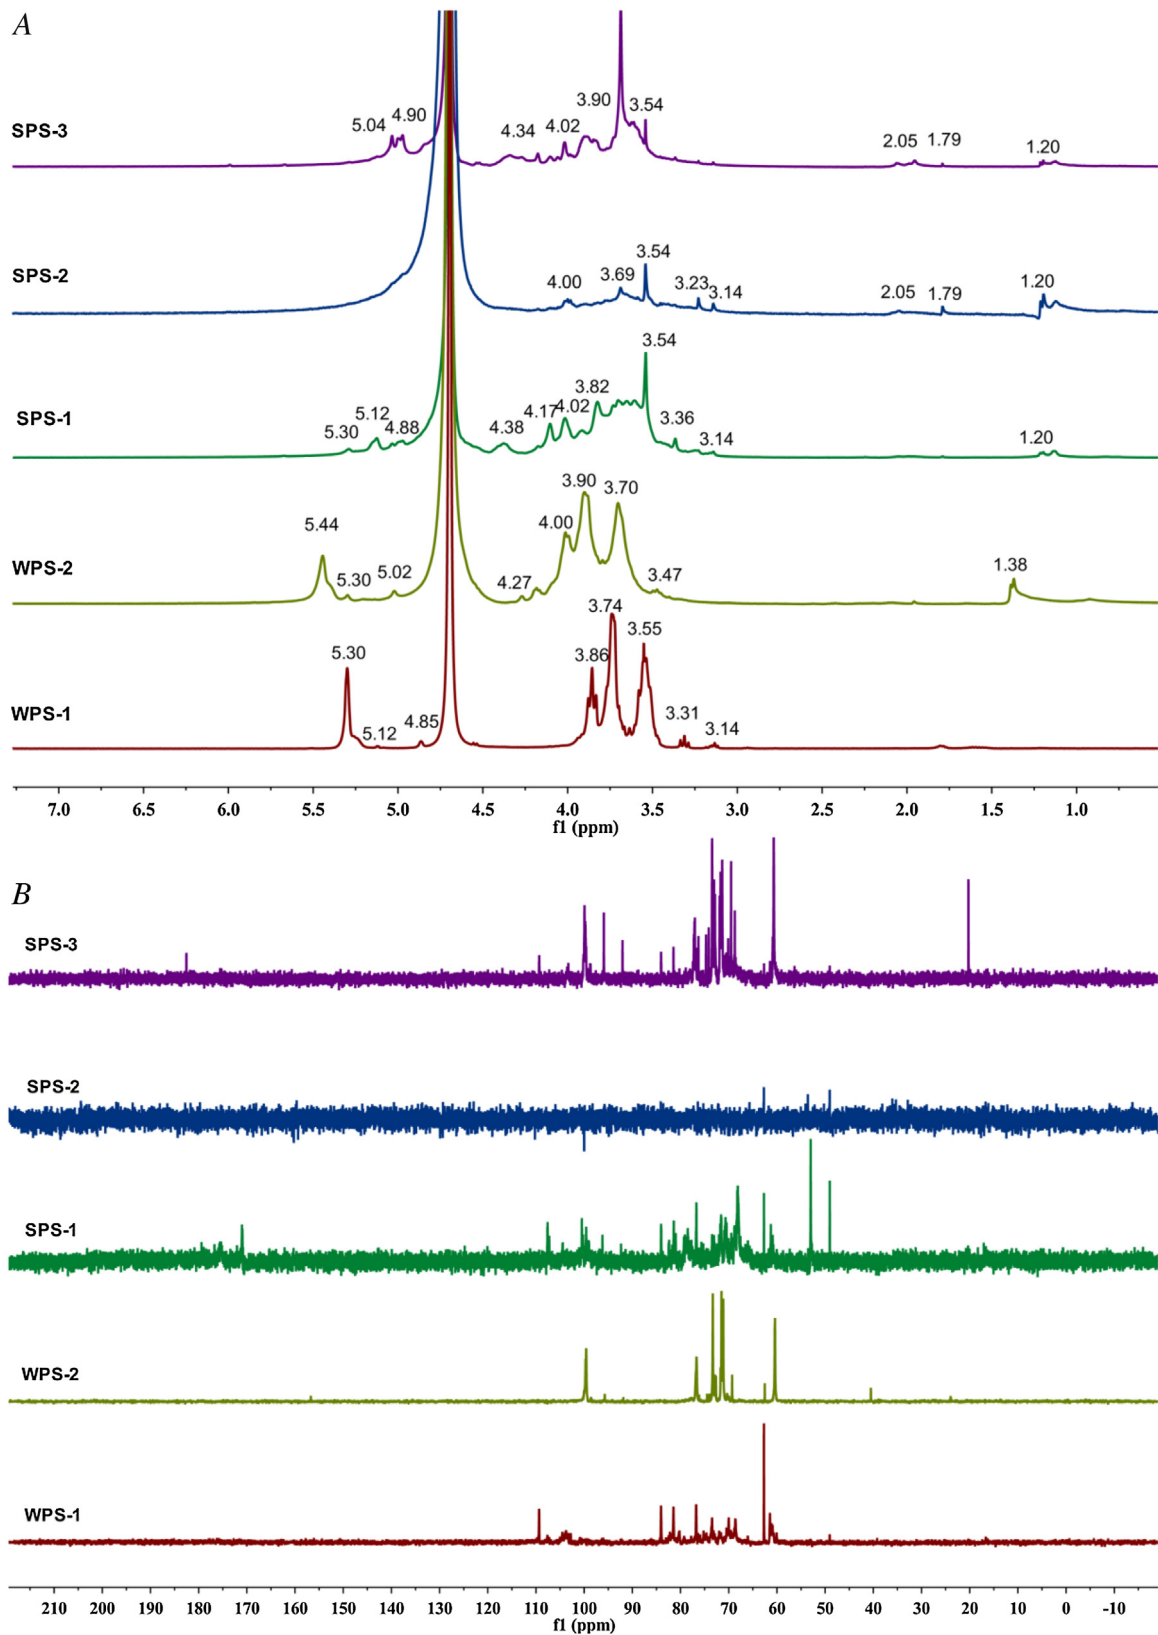 A
SPS-3
5.04 4.90 4.34 4.02 3.90 3.54 2.05 1.79 1.20
SPS-2
4.00 3.69 3.54 3.23 3.14 2.05 1.79 1.20
SPS-1
5.30 5.12 4.88 4.38 4.17 4.02 3.82 3.54 3.36 3.14 1.20
WPS-2
5.44 5.30 5.02 4.27 4.00 3.90 3.70 3.47 1.38
WPS-1
5.30 5.12 4.85 3.86 3.74 3.55 3.31 3.14
7.0 6.5 6.0 5.5 5.0 4.5 4.0 3.5 3.0 2.5 2.0 1.5 1.0
f1 (ppm)
B
SPS-3
SPS-2
SPS-1
WPS-2
WPS-1
210 200 190 180 170 160 150 140 130 120 110 100 90 80 70 60 50 40 30 20 10 0 -10
f1 (ppm)